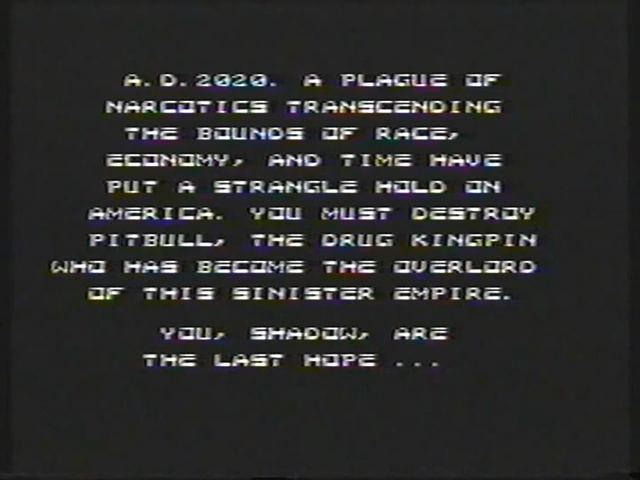 A.D.2020. A PLAGUE OF
NARCOTICS TRANSCENDING
THE BOUNDS OF RACE,
ECONOMY, AND TIME HAVE
PUT A STRANGLE HOLD ON
AMERICA. YOU MUST DESTROY
PITBULL, THE DRUG KINGPIN
WHO HAS BECOME THE OVERLORD
OF THIS SINISTER EMPIRE.
YOU, SHADOW, ARE
THE LAST HOPE ...